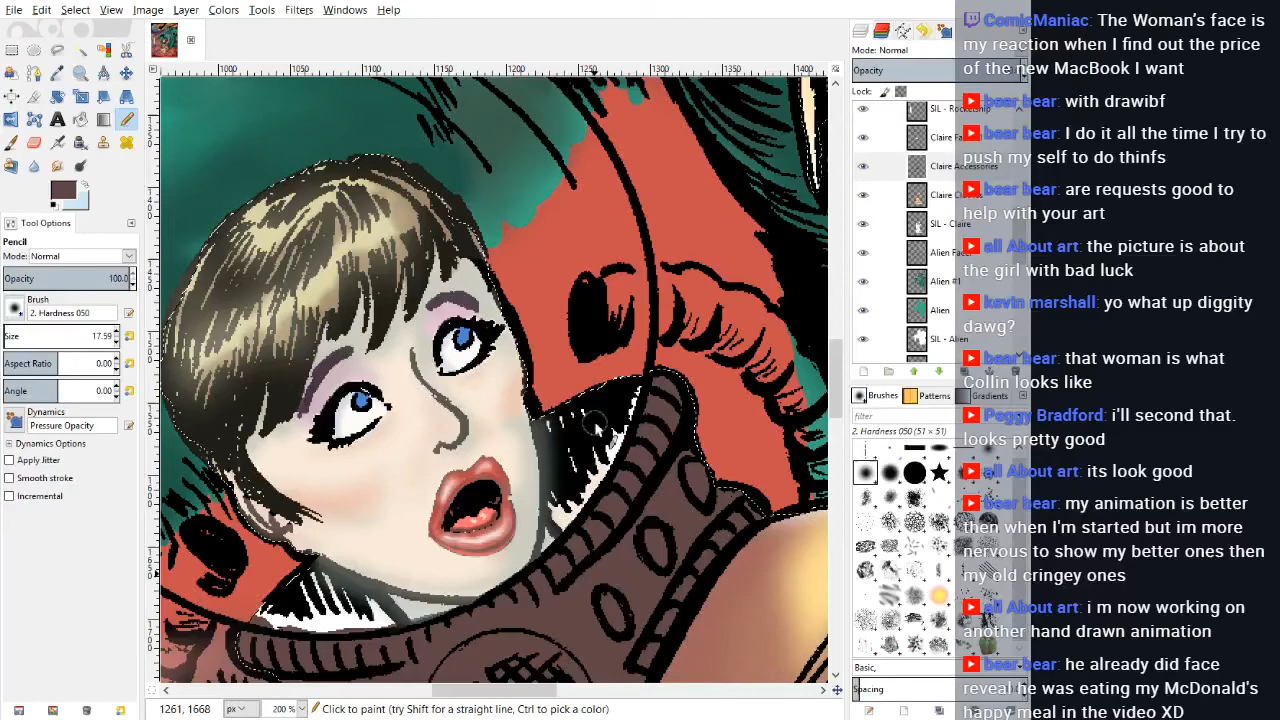 File Edit Select View Image Layer Colors Tools Filters Windows Help
1000 1050 1100 1150 1200 1250 1300 1350 1400
Tool Options
Pencil
Mode: Normal
Opacity 100.0
Brush
2. Hardness 050
Size 17.59
Aspect Ratio 0.00
Angle 0.00
Dynamics
Pressure Opacity
Dynamics Options
Apply Jitter
Smooth stroke
Incremental
px 200 % Click to paint (try Shift for a straight line, Ctrl to pick a color)
1261, 1668
Mode: Normal
Opacity
Lock:
SIL - Rocketship
Claire Fa
Claire Accessories
Claire Cl
SIL - Claire
Alien Face
Alien #1
Alien
SIL - Alien
Brushes Patterns Gradients
filter
2. Hardness 050 (51 × 51)
Basic,
Spacing
ComicManiac: The Woman's face is
my reaction when I find out the price
of the new MacBook I want
bear bear: with drawibf
bear bear: I do it all the time I try to
push my self to do thinfs
bear bear: are requests good to
help with your art
all About art: the picture is about
the girl with bad luck
kevin marshall: yo what up diggity
dawg?
bear bear: that woman is what
Collin looks like
Peggy Bradford: i'll second that.
looks pretty good
all About art: its look good
bear bear: my animation is better
then when I'm started but im more
nervous to show my better ones then
my old cringey ones
all About art: i m now working on
another hand drawn animation
bear bear: he already did face
reveal he was eating my McDonald's
happy meal in the video XD